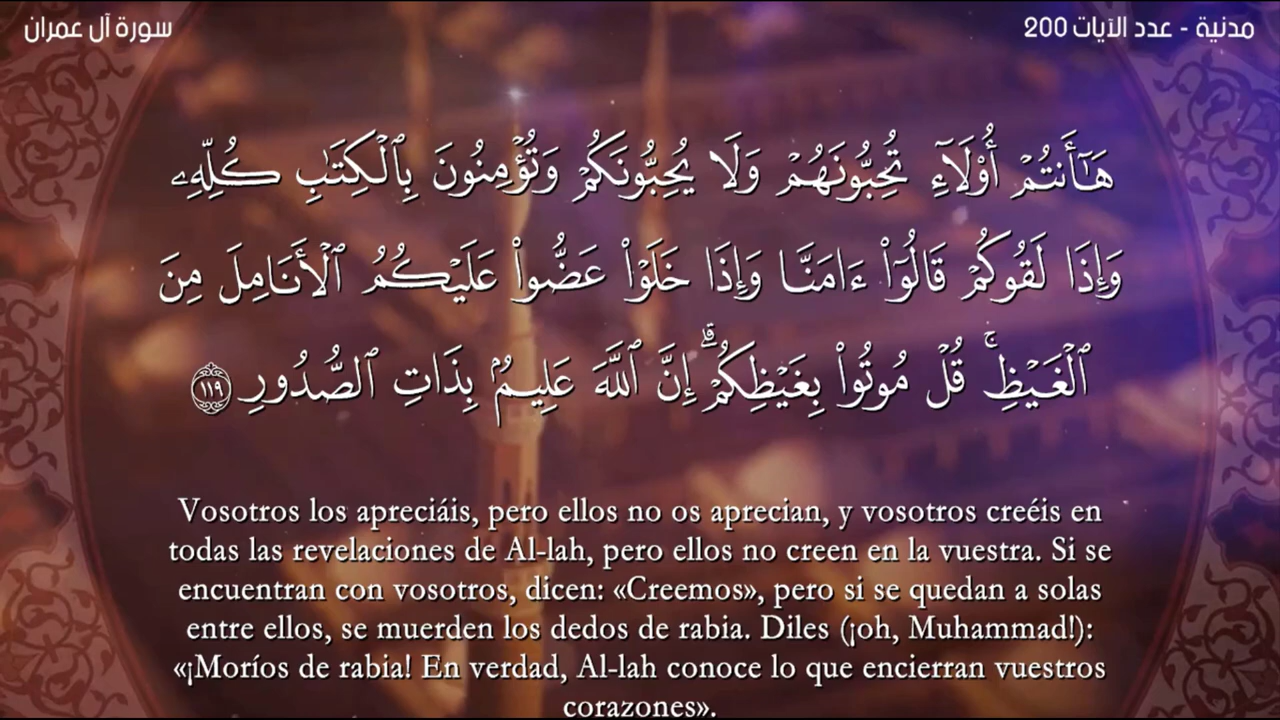 سورة آل عمران
مدنية - عدد الآيات 200
هَٰٓأَنتُمْ أُو۟لَآءِ تُحِبُّونَهُمْ وَلَا يُحِبُّونَكُمْ وَتُؤْمِنُونَ بِٱلْكِتَٰبِ كُلِّهِۦ
وَإِذَا لَقُوكُمْ قَالُوٓا۟ ءَامَنَّا وَإِذَا خَلَوْا۟ عَضُّوا۟ عَلَيْكُمُ ٱلْأَنَامِلَ مِنَ
ٱلْغَيْظِ ۚ قُلْ مُوتُوا۟ بِغَيْظِكُمْ ۗ إِنَّ ٱللَّهَ عَلِيمٌۢ بِذَاتِ ٱلصُّدُورِ ١١٩
Vosotros los apreciáis, pero ellos no os aprecian, y vosotros creéis en
todas las revelaciones de Al-lah, pero ellos no creen en la vuestra. Si se
encuentran con vosotros, dicen: «Creemos», pero si se quedan a solas
entre ellos, se muerden los dedos de rabia. Diles (¡oh, Muhammad!):
«¡Moríos de rabia! En verdad, Al-lah conoce lo que encierran vuestros
corazones».